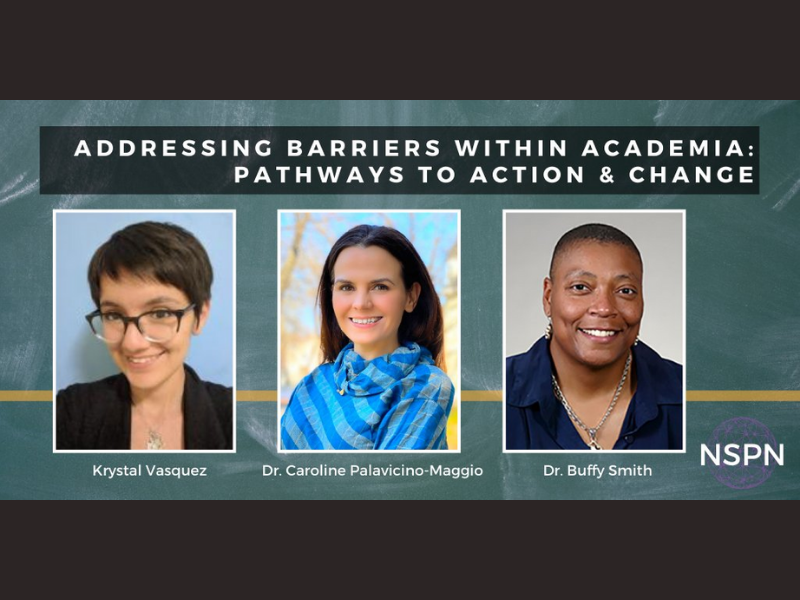 ADDRESSING BARRIERS WITHIN ACADEMIA:
PATHWAYS TO ACTION & CHANGE
Krystal Vasquez
Dr. Caroline Palavicino-Maggio
Dr. Buffy Smith
NSPN